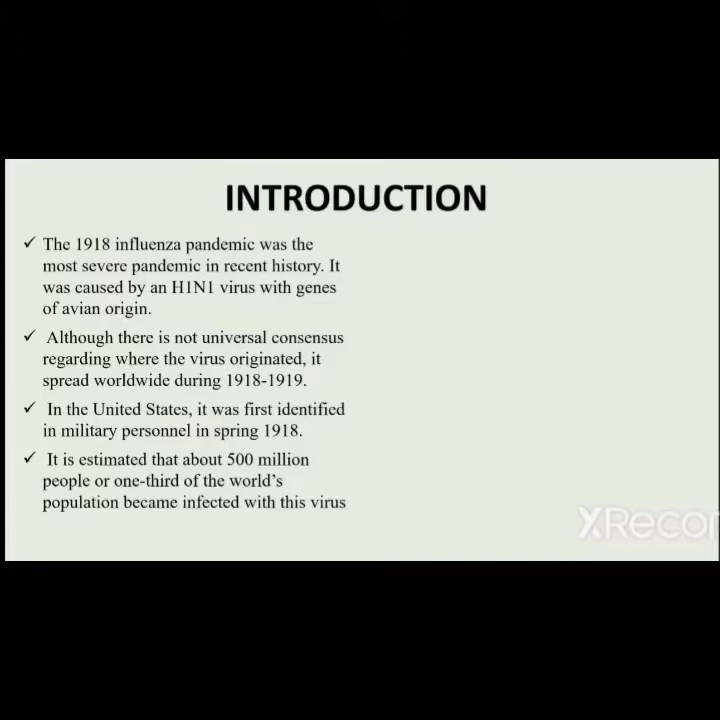 INTRODUCTION
✓ The 1918 influenza pandemic was the
most severe pandemic in recent history. It
was caused by an H1N1 virus with genes
of avian origin.
✓ Although there is not universal consensus
regarding where the virus originated, it
spread worldwide during 1918-1919.
✓ In the United States, it was first identified
in military personnel in spring 1918.
✓ It is estimated that about 500 million
people or one-third of the world’s
population became infected with this virus
XRecor